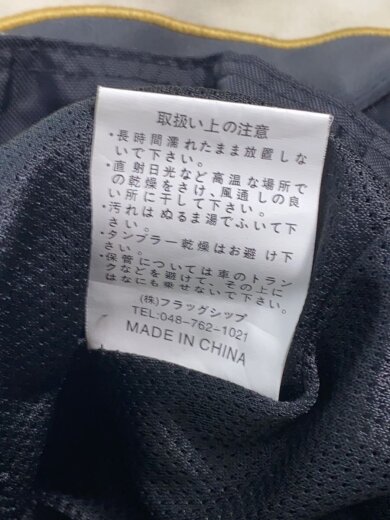 取扱い上の注意
・長時間濡れたまま放置しな
いで下さい。
・直射日光など高温な場所で
の乾燥をさけ、風通しの良
い所に干して下さい。
・汚れは ぬるま湯でふいて下
さい。
・タンブラー乾燥はお避け下
さい。
・保管については車のトラン
クなどを避けて、その上に
はなにも乗せないで下さい。
(株)フラッグシップ
TEL:048-762-1021
MADE IN CHINA